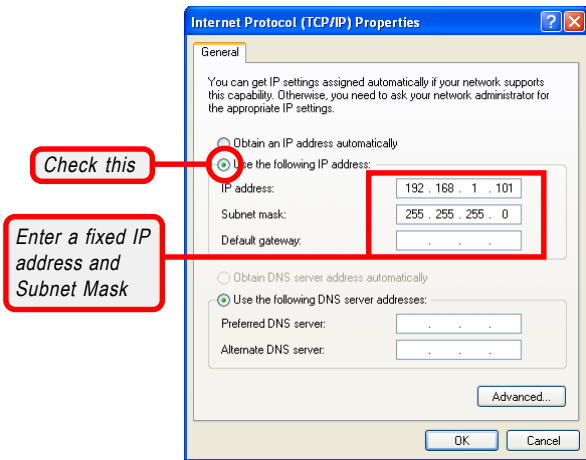 Internet Protocol (TCP/IP) Properties
General
You can get IP settings assigned automatically if your network supports
this capability. Otherwise, you need to ask your network administrator for
the appropriate IP settings.
Obtain an IP address automatically
Check this
Use the following IP address:
IP address: 192 . 168 . 1 . 101
Subnet mask: 255 . 255 . 255 . 0
Default gateway: . . .
Enter a fixed IP
address and
Subnet Mask
Obtain DNS server address automatically
Use the following DNS server addresses:
Preferred DNS server: . . .
Alternate DNS server: . . .
Advanced...
OK Cancel